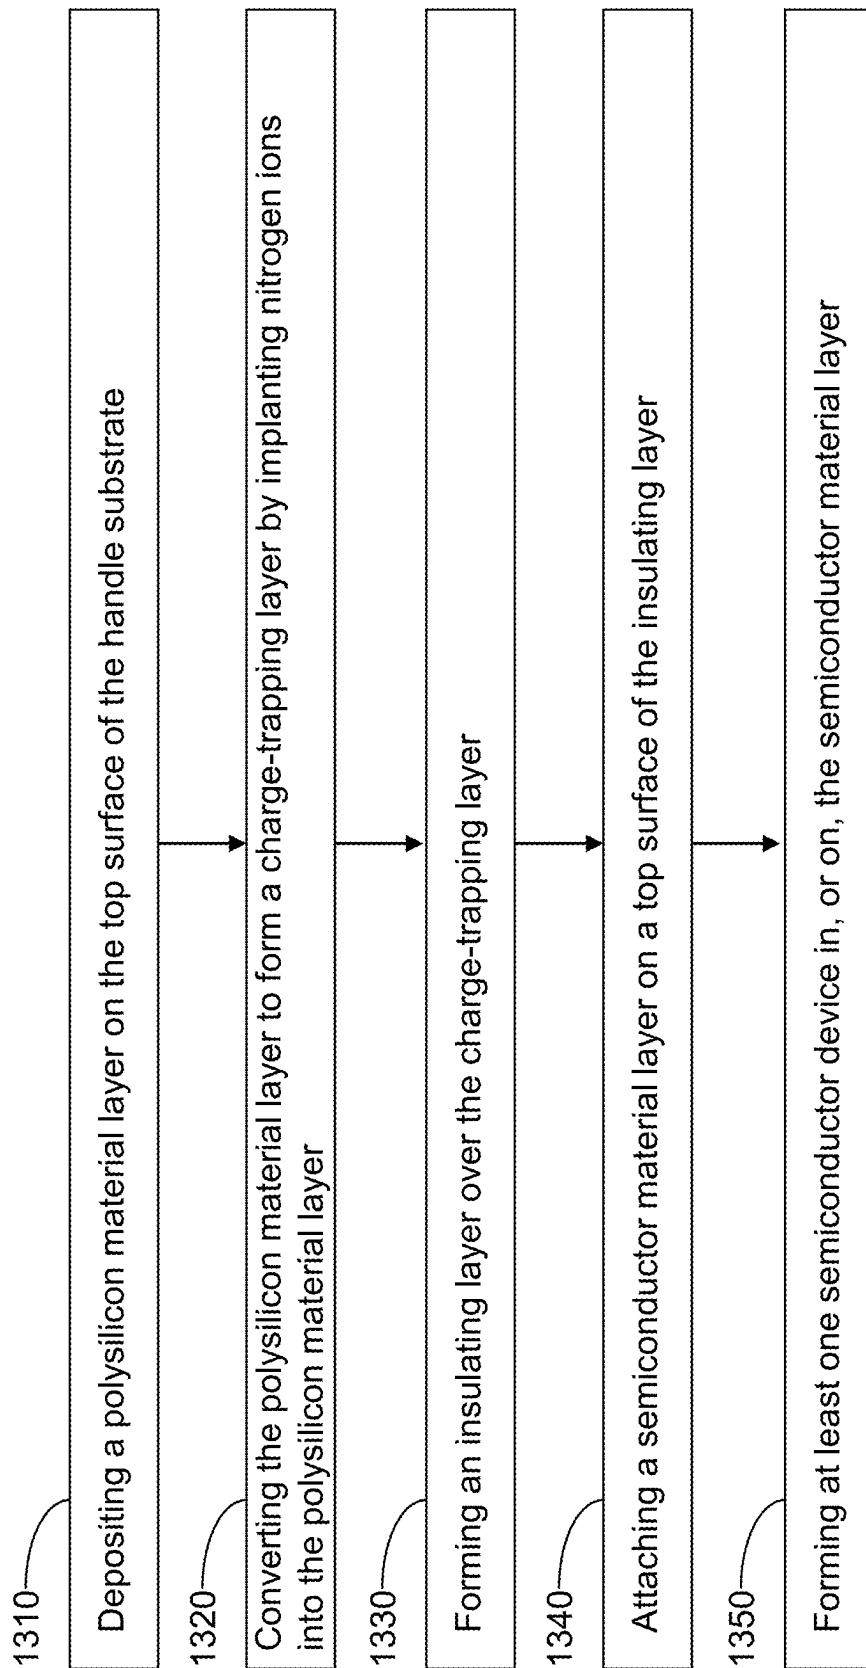 1310
Depositing a polysilicon material layer on the top surface of the handle substrate
1320
Converting the polysilicon material layer to form a charge-trapping layer by implanting nitrogen ions
into the polysilicon material layer
1330
Forming an insulating layer over the charge-trapping layer
1340
Attaching a semiconductor material layer on a top surface of the insulating layer
1350
Forming at least one semiconductor device in, or on, the semiconductor material layer